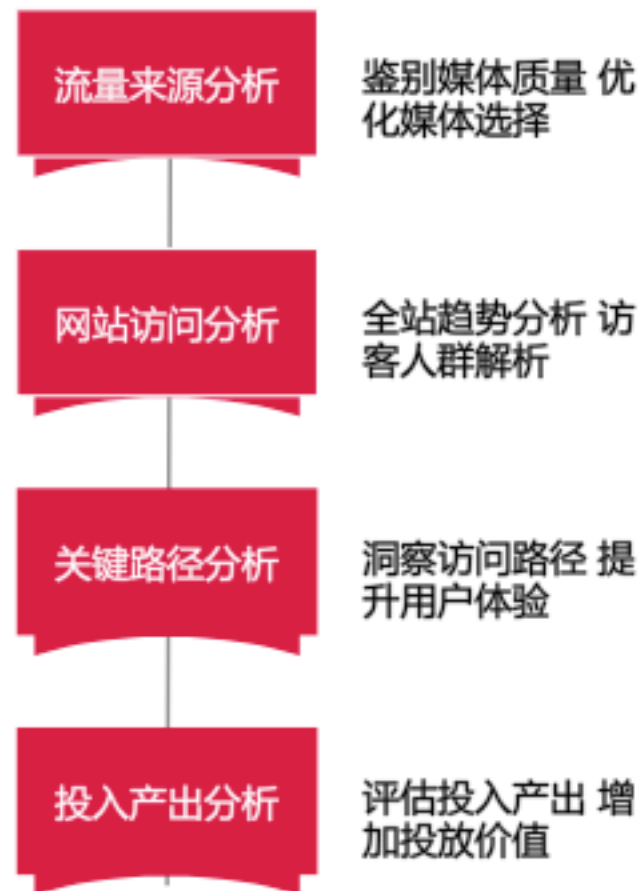 流量来源分析
鉴别媒体质量 优
化媒体选择
网站访问分析
全站趋势分析 访
客人群解析
关键路径分析
洞察访问路径 提
升用户体验
投入产出分析
评估投入产出 增
加投放价值